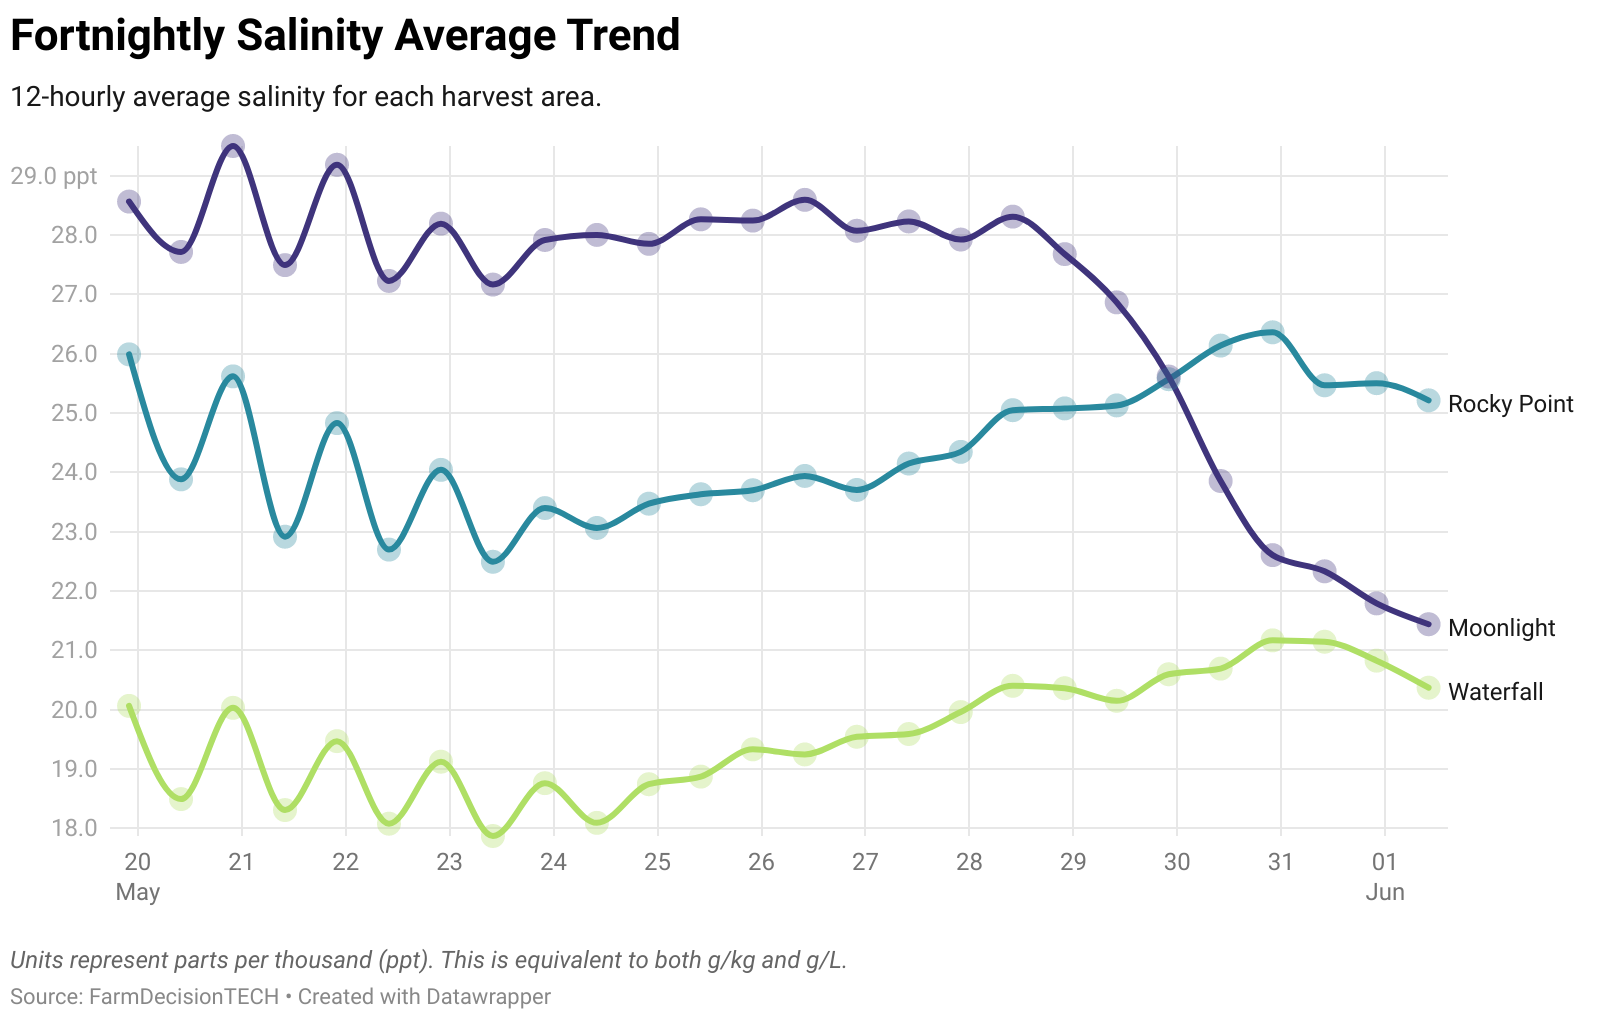 Fortnightly Salinity Average Trend
12-hourly average salinity for each harvest area.
29.0 ppt
28.0
27.0
26.0
25.0
Rocky Point
24.0
23.0
22.0
Moonlight
21.0
Waterfall
20.0
19.0
18.0
20 21 22 23 24 25 26 27 28 29 30 31 01
May Jun
Units represent parts per thousand (ppt). This is equivalent to both g/kg and g/L.
Source: FarmDecisionTECH • Created with Datawrapper